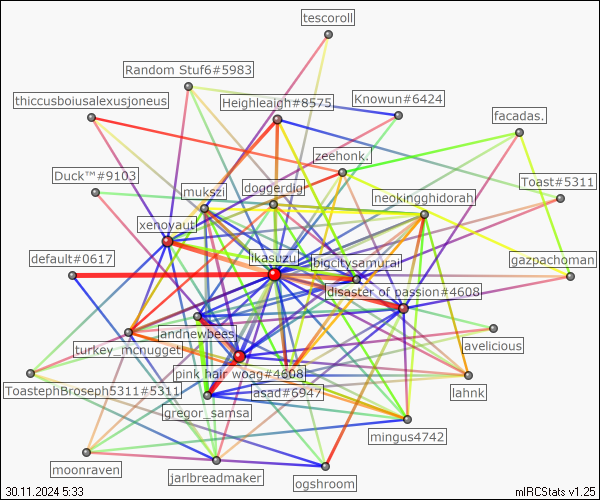 tescoroll
Random Stuf6#5983
thiccusboiusalexusjoneus
Heighleaigh#8575
Knowun#6424
facadas.
zeehonk.
Duck™#9103
mukszi
doggerdig
neokingghidorah
Toast#5311
xenoyaut
default#0617
ikasuzu
bigcitysamurai
gazpachoman
disaster of passion#4608
andnewbees
turkey_mcnugget
avelicious
pink hair woag#4608
ToastephBroseph5311#5311
asad#6947
lahnk
gregor_samsa
mingus4742
moonraven
jarlbreadmaker
ogshroom
30.11.2024 5:33
mIRCStats v1.25